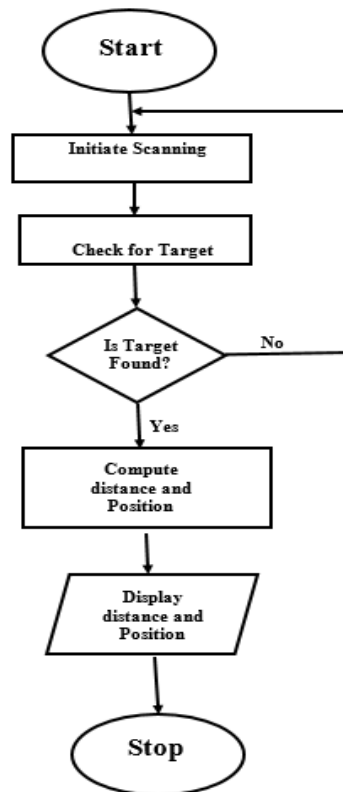 Start
Initiate Scanning
Check for Target
Is Target
Found?
No
Yes
Compute
distance and
Position
Display
distance and
Position
Stop